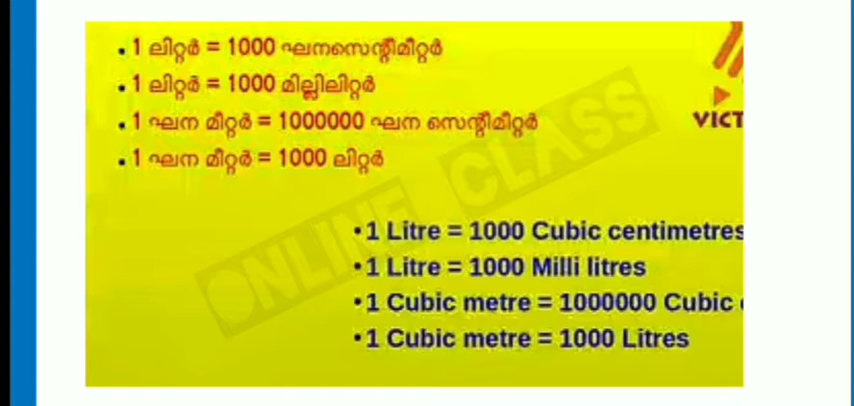 • 1 ലിറ്റർ = 1000 ഘനസെന്റീമീറ്റർ
• 1 ലിറ്റർ = 1000 മില്ലിലിറ്റർ
• 1 ഘന മീറ്റർ = 1000000 ഘന സെന്റീമീറ്റർ
• 1 ഘന മീറ്റർ = 1000 ലിറ്റർ
VICT
ONLINE CLASS
• 1 Litre = 1000 Cubic centimetres
• 1 Litre = 1000 Milli litres
• 1 Cubic metre = 1000000 Cubic
• 1 Cubic metre = 1000 Litres